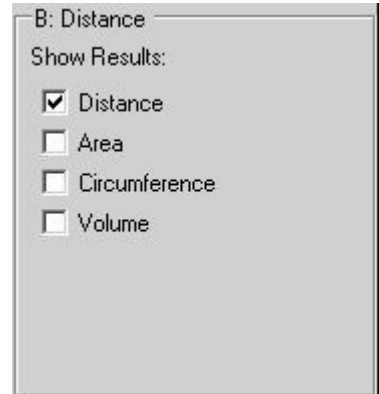 B: Distance
Show Results:
Distance
Area
Circumference
Volume